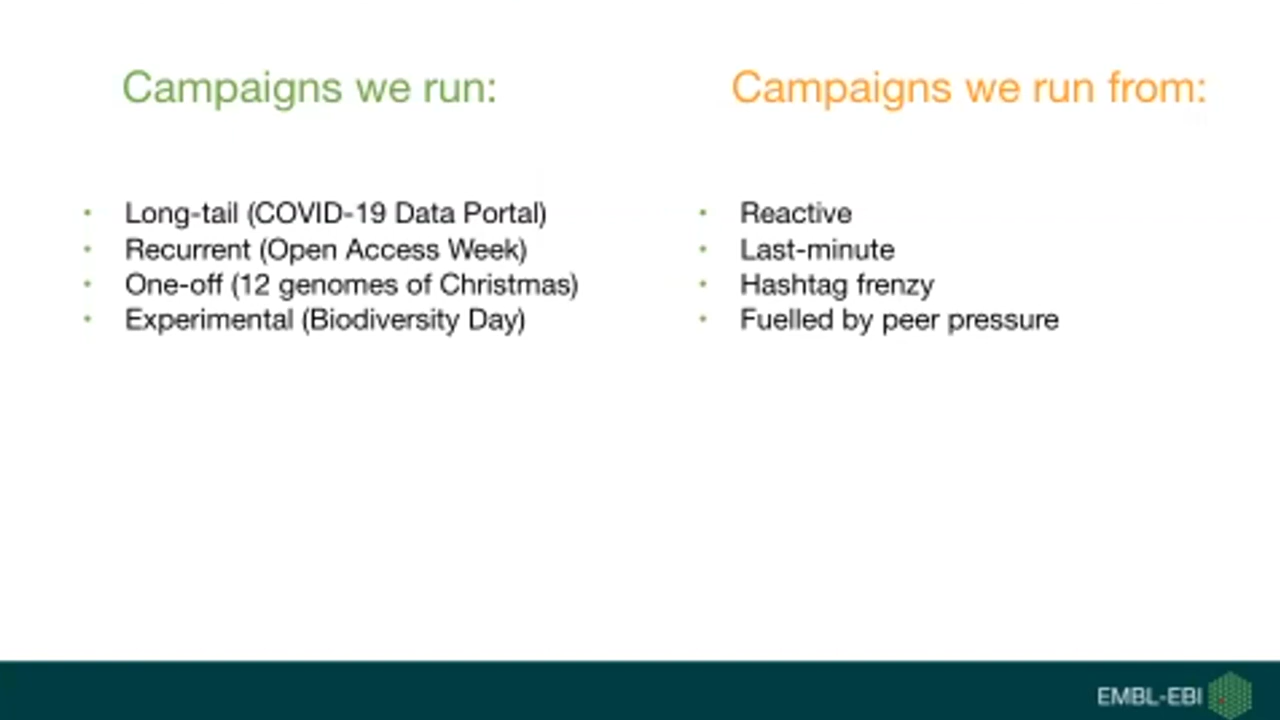 Campaigns we run:
Long-tail (COVID-19 Data Portal)
Recurrent (Open Access Week)
One-off (12 genomes of Christmas)
Experimental (Biodiversity Day)
Campaigns we run from:
Reactive
Last-minute
Hashtag frenzy
Fuelled by peer pressure
EMBL-EBI